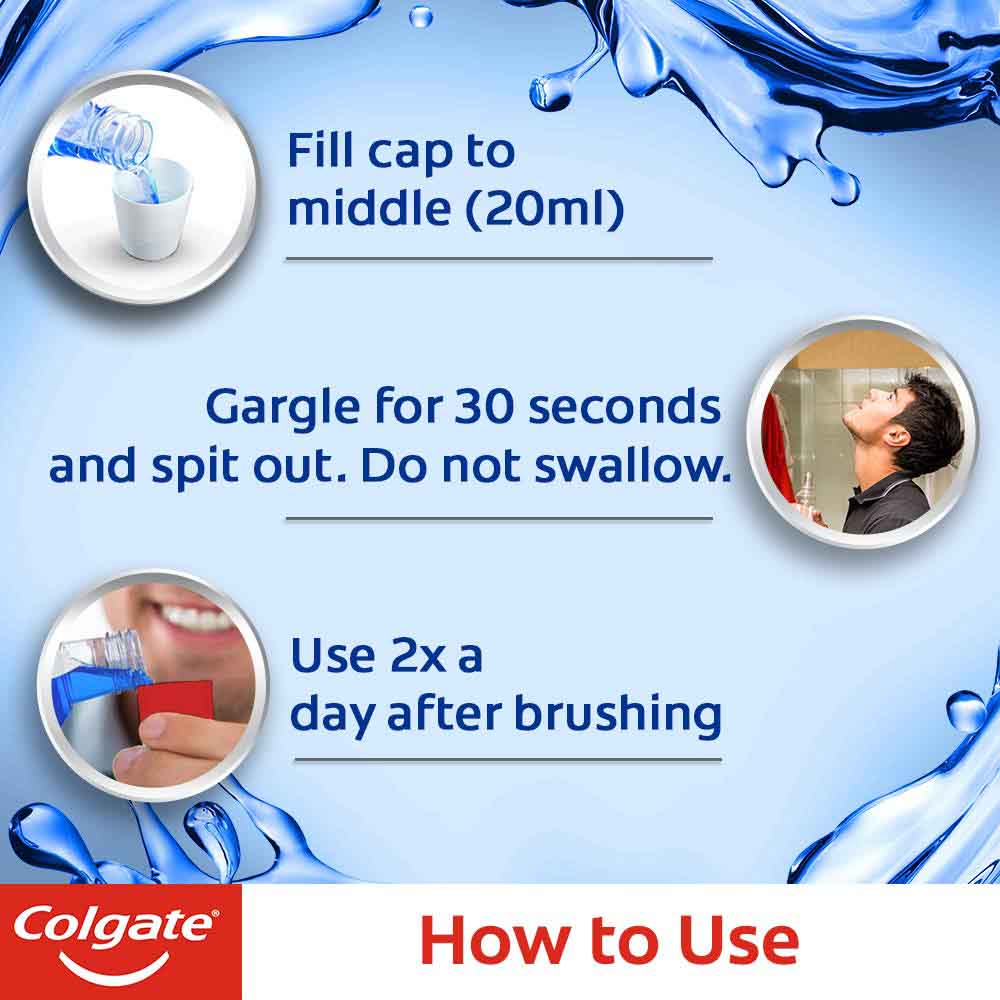 Fill cap to
middle (20ml)
Gargle for 30 seconds
and spit out. Do not swallow.
Use 2x a
day after brushing
Colgate®
How to Use